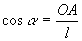 cos α = OA/l